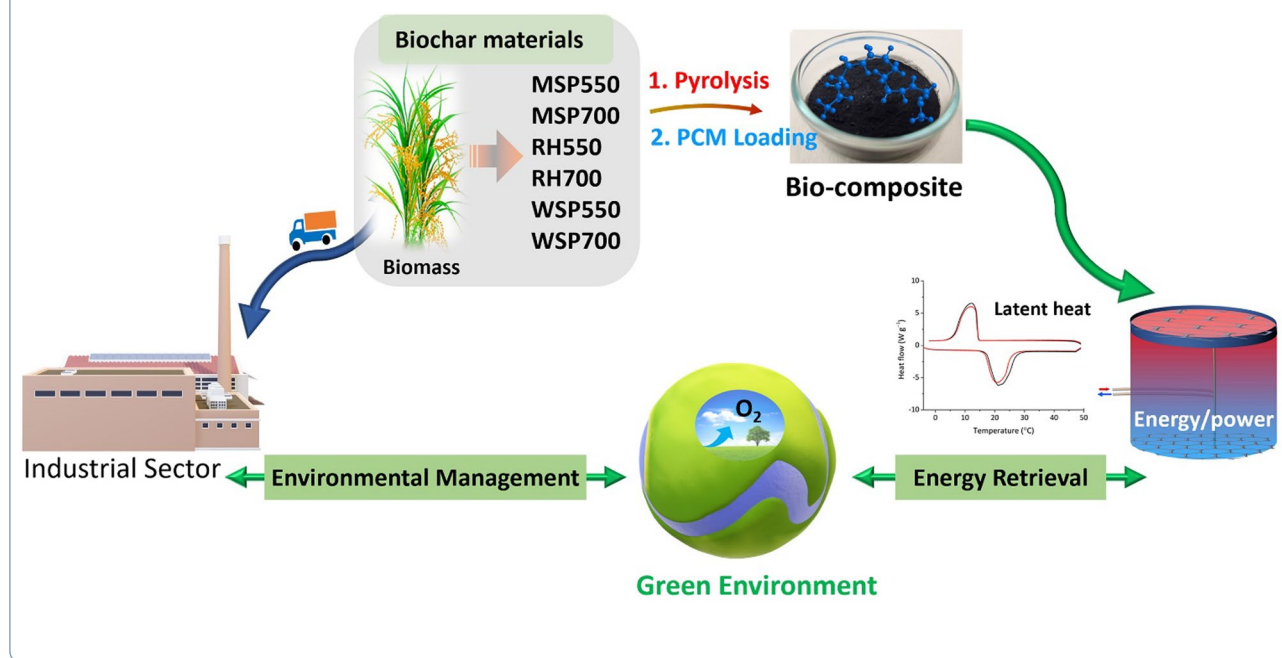 Biochar materials
MSP550
MSP700
RH550
RH700
WSP550
WSP700
Biomass
1. Pyrolysis
2. PCM Loading
Bio-composite
Latent heat
Heat flow (W g⁻¹)
10
5
0
-5
-10
0 10 20 30 40 50
Temperature (°C)
Energy/power
Industrial Sector
Environmental Management
O₂
Energy Retrieval
Green Environment